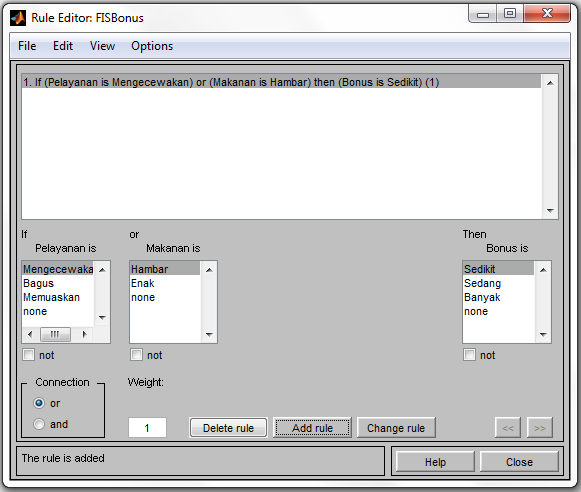 Rule Editor: FISBonus
File Edit View Options
1. If (Pelayanan is Mengecewakan) or (Makanan is Hambar) then (Bonus is Sedikit) (1)
If or Then
Pelayanan is Makanan is Bonus is
Mengecewaka Hambar Sedikit
Bagus Enak Sedang
Memuaskan none Banyak
none none
not not not
Connection Weight:
or
and
1 Delete rule Add rule Change rule << >>
The rule is added Help Close